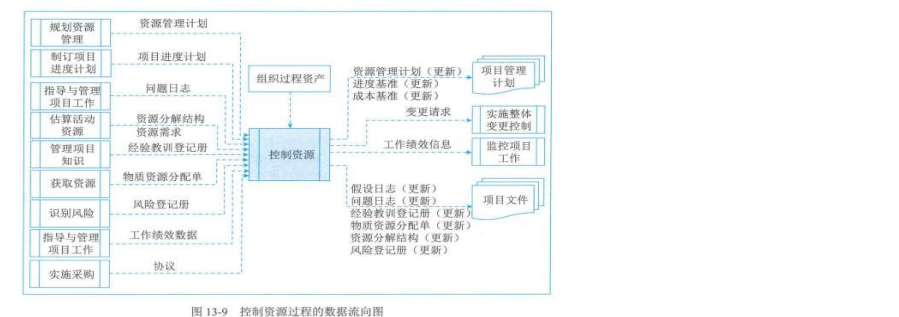 规划资源
管理
资源管理计划
制订项目
进度计划
项目进度计划
指导与管理
项目工作
问题日志
估算活动
资源
资源分解结构
资源需求
管理项目
知识
经验教训登记册
获取资源
物质资源分配单
识别风险
风险登记册
指导与管理
项目工作
工作绩效数据
实施采购
协议
组织过程资产
控制资源
资源管理计划（更新）
进度基准（更新）
成本基准（更新）
项目管理
计划
变更请求
实施整体
变更控制
工作绩效信息
监控项目
工作
假设日志（更新）
问题日志（更新）
经验教训登记册（更新）
物质资源分配单（更新）
资源分解结构（更新）
风险登记册（更新）
项目文件
图 13-9 控制资源过程的数据流向图